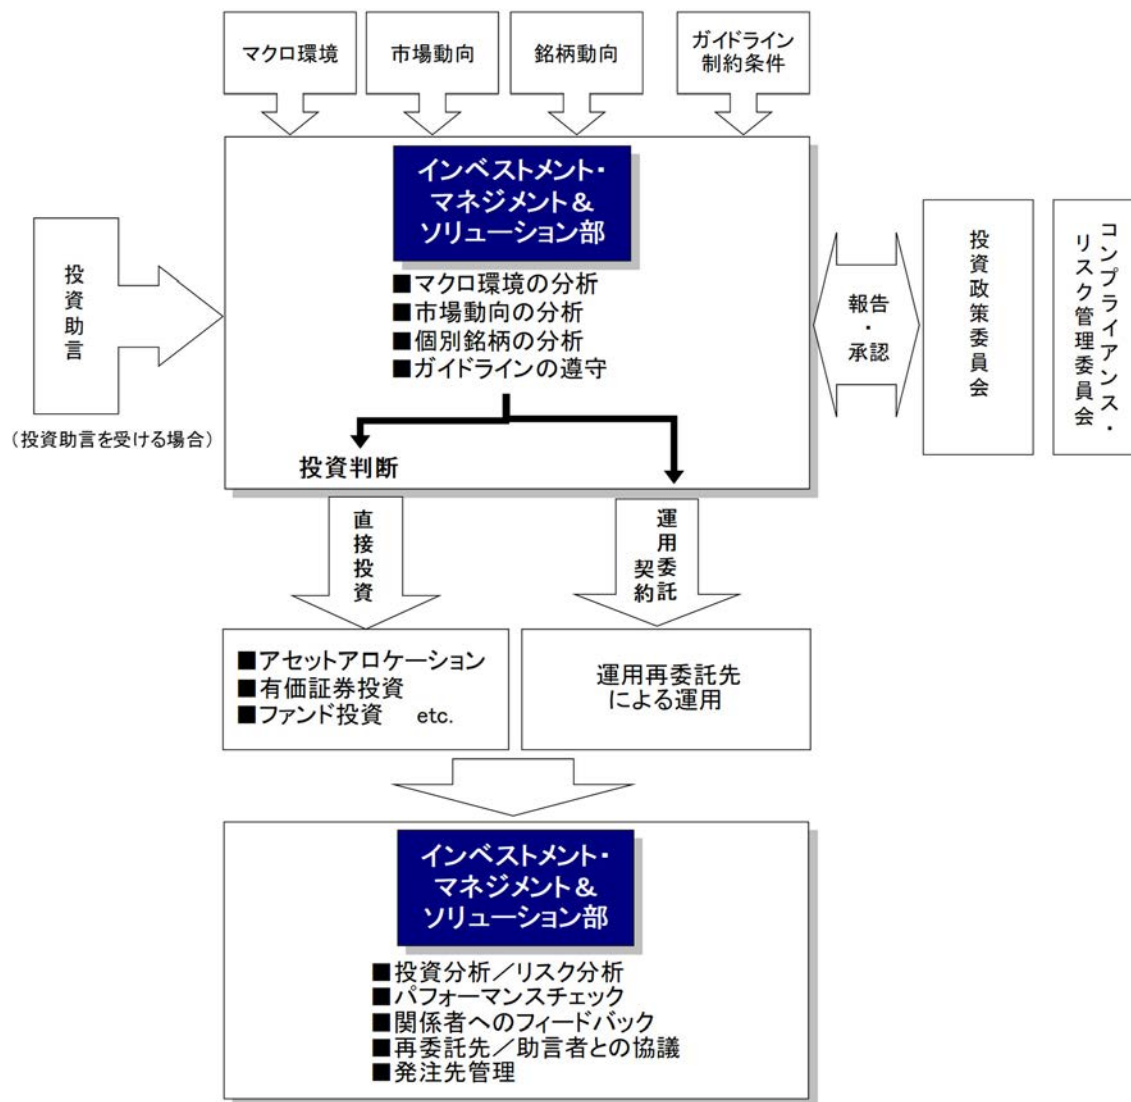 マクロ環境
市場動向
銘柄動向
ガイドライン
制約条件
インベストメント・
マネジメント＆
ソリューション部
■マクロ環境の分析
■市場動向の分析
■個別銘柄の分析
■ガイドラインの遵守
投資判断
投資助言
（投資助言を受ける場合）
報告
・
承認
投資政策委員会
コンプライアンス・
リスク管理委員会
直接投資
運用委託
契約
■アセットアロケーション
■有価証券投資
■ファンド投資　etc.
運用再委託先
による運用
インベストメント・
マネジメント＆
ソリューション部
■投資分析／リスク分析
■パフォーマンスチェック
■関係者へのフィードバック
■再委託先／助言者との協議
■発注先管理